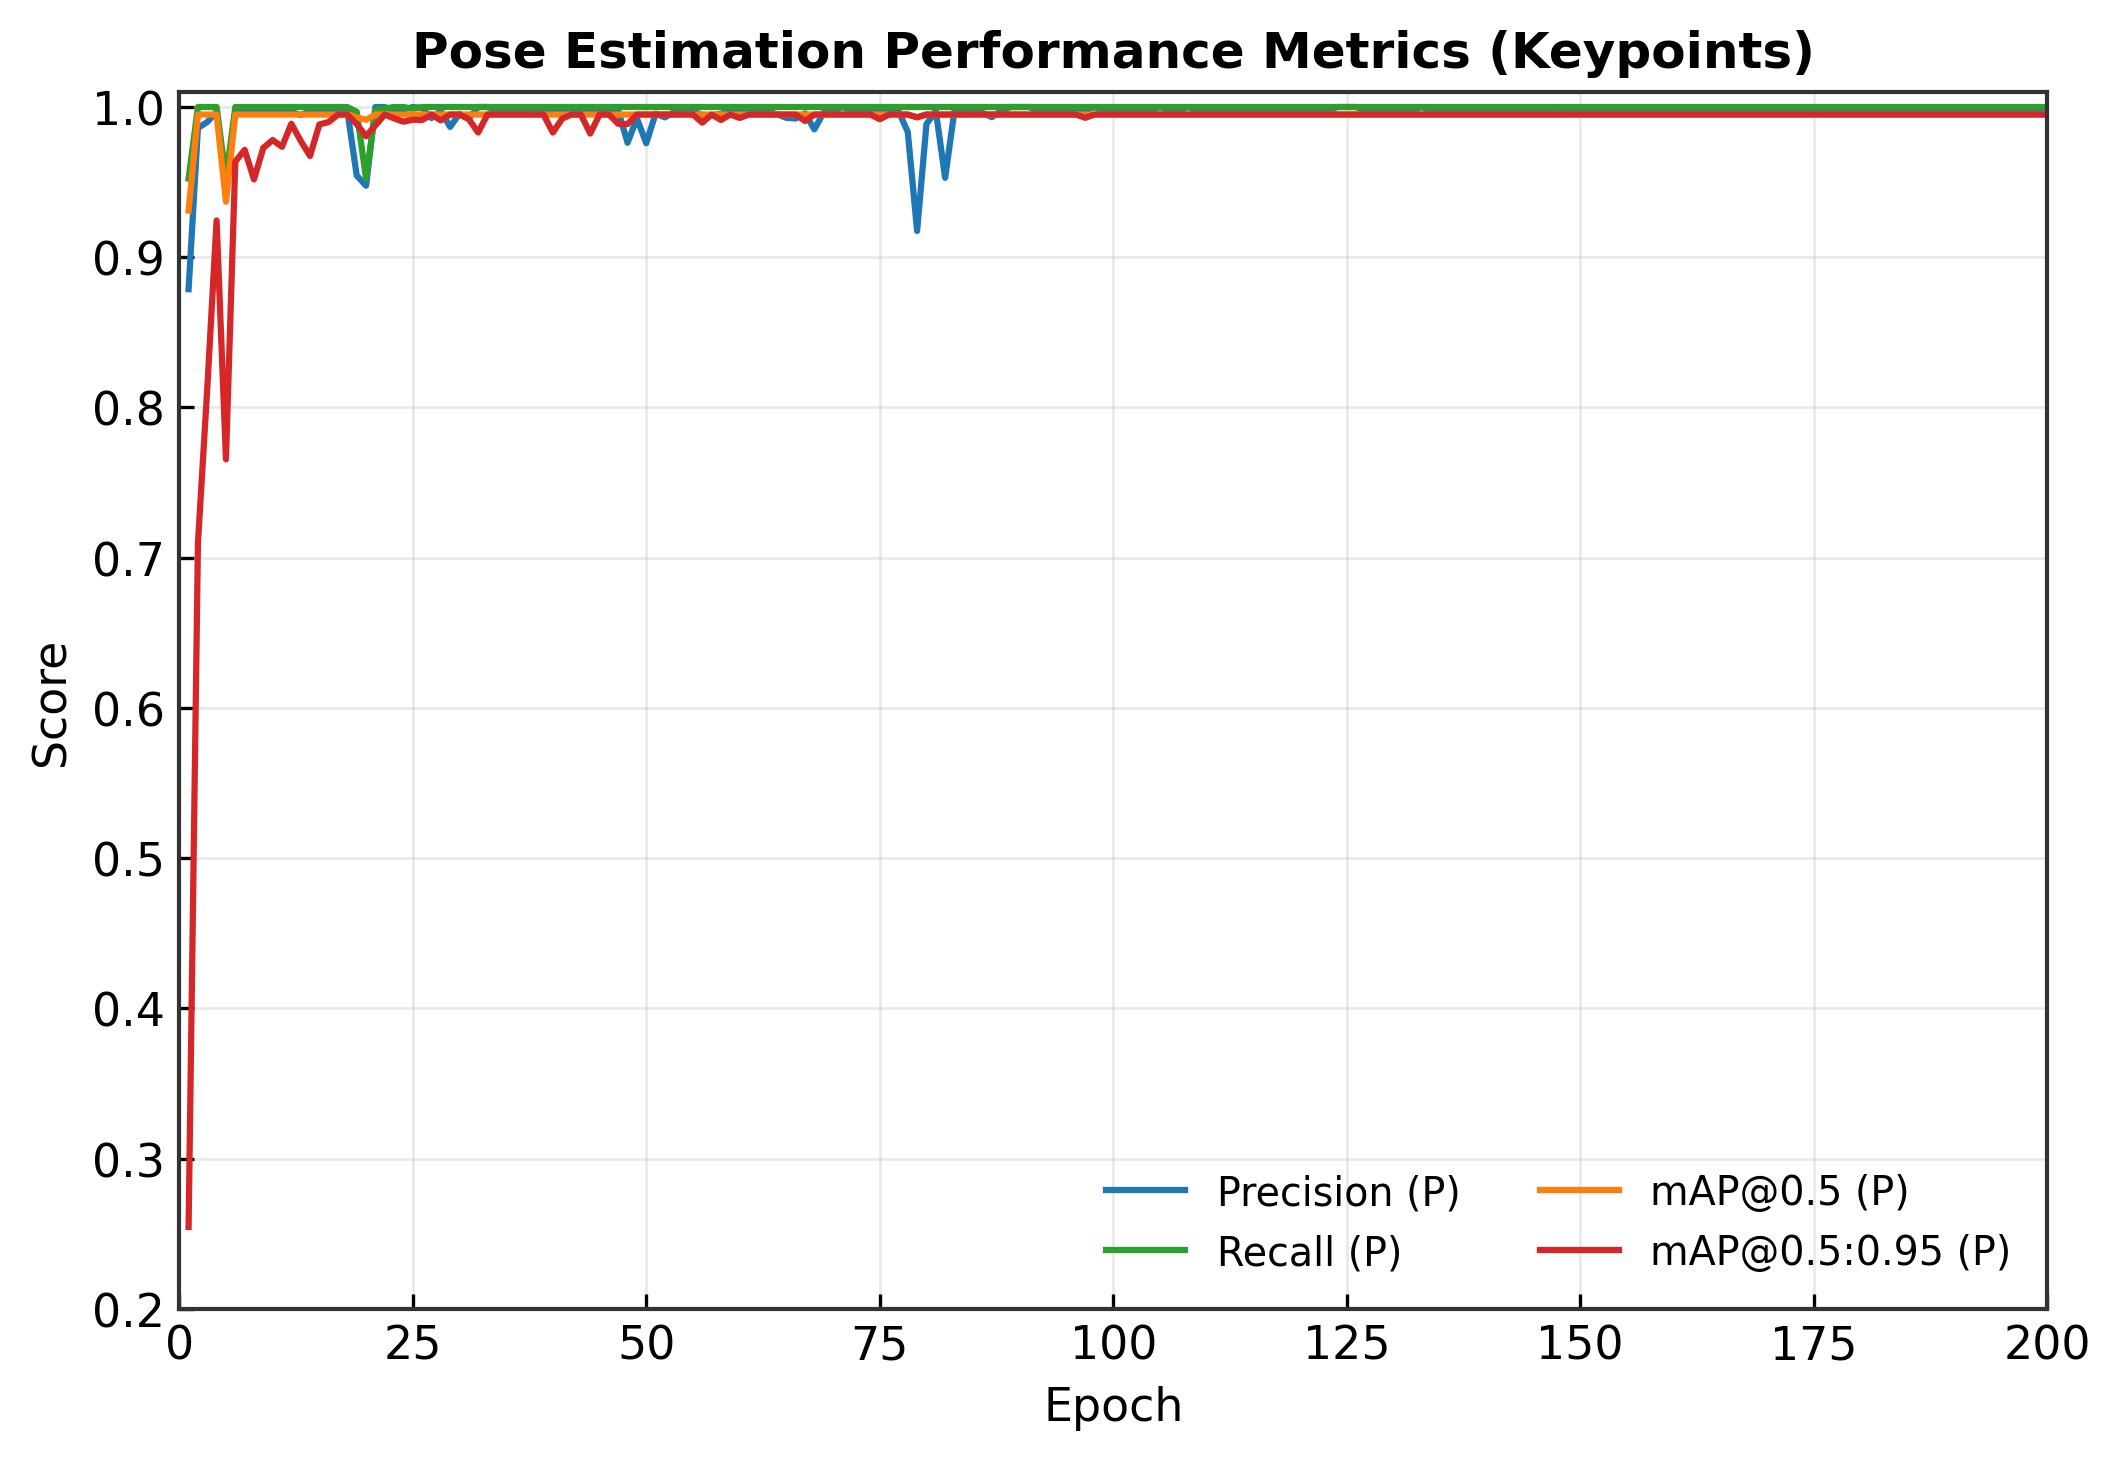 Pose Estimation Performance Metrics (Keypoints)
1.0
0.9
0.8
0.7
0.6
0.5
0.4
0.3
0.2
Score
Precision (P)
Recall (P)
mAP@0.5 (P)
mAP@0.5:0.95 (P)
0 25 50 75 100 125 150 175 200
Epoch